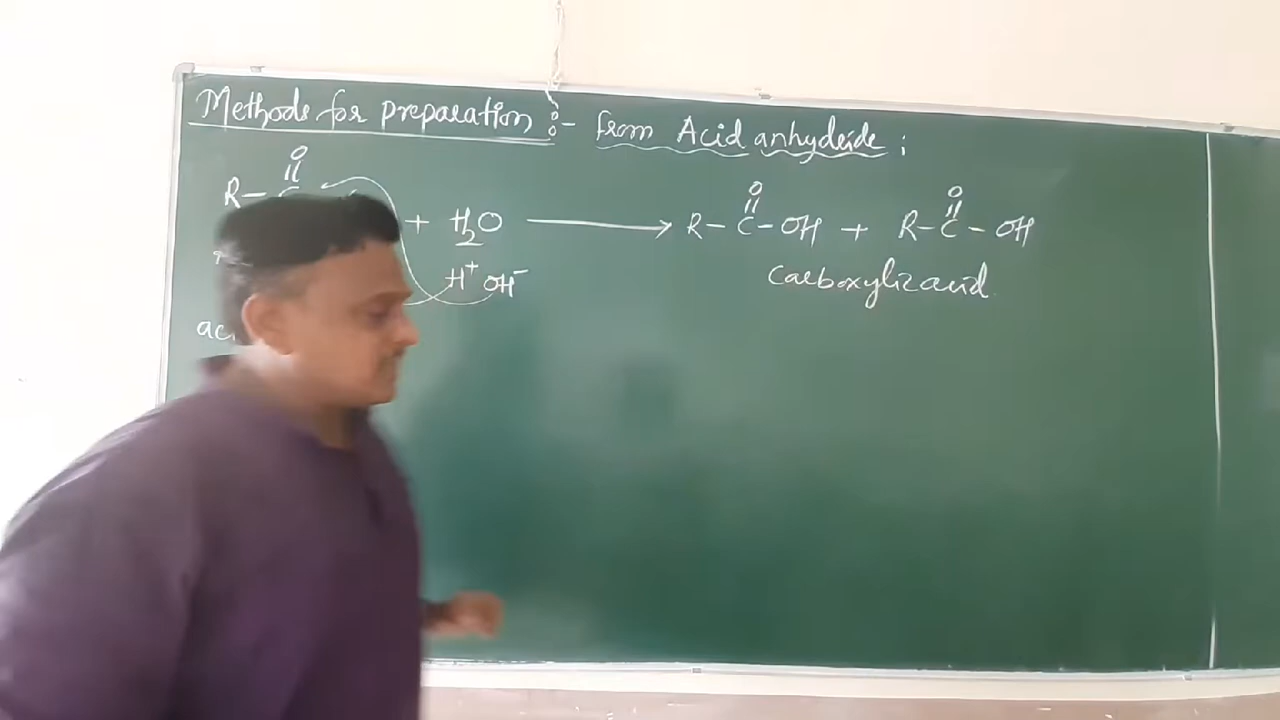 Methods for preparation :- from Acid anhydride :
O O O
R- C + H2O ⟶ R-C-OH + R-C-OH
H+ OH-
Carboxylic acid